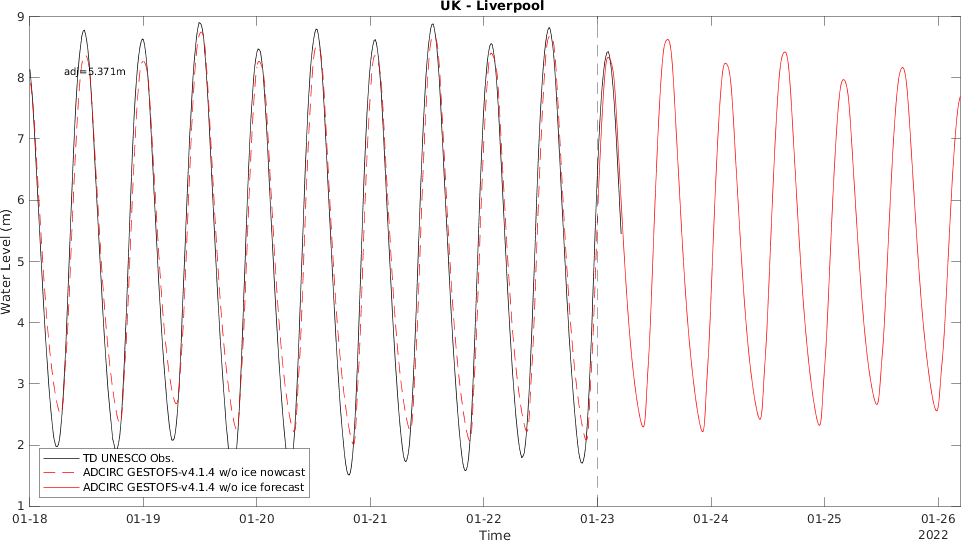 UK - Liverpool
9
8
7
6
5
4
3
2
1
Water Level (m)
adj=5.371m
TD UNESCO Obs.
ADCIRC GESTOFS-v4.1.4 w/o ice nowcast
ADCIRC GESTOFS-v4.1.4 w/o ice forecast
01-18 01-19 01-20 01-21 01-22 01-23 01-24 01-25 01-26
Time
2022